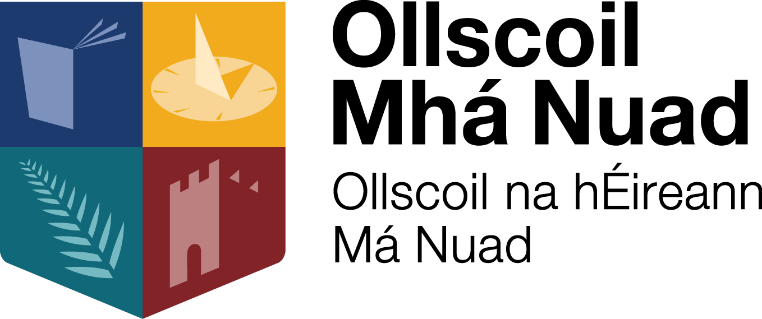 Ollscoil
Mhá Nuad
Ollscoil na hÉireann
Má Nuad